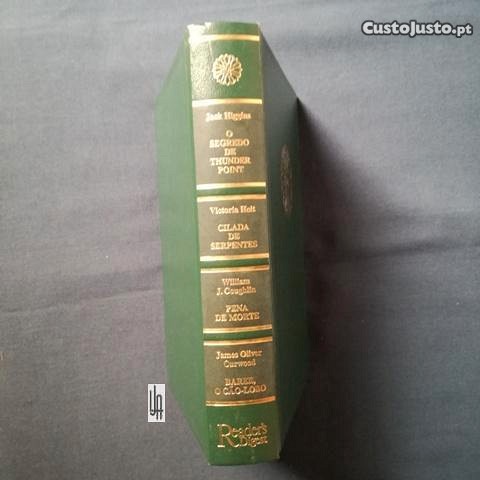 CustoJusto.pt
Jack Higgins
O
SEGREDO
DE
THUNDER
POINT
Victoria Holt
CILADA
DE
SERPENTES
William
J. Coughlin
PENA
DE MORTE
James Oliver
Curwood
BAREE,
O CÃO-LOBO
Reader's
Digest